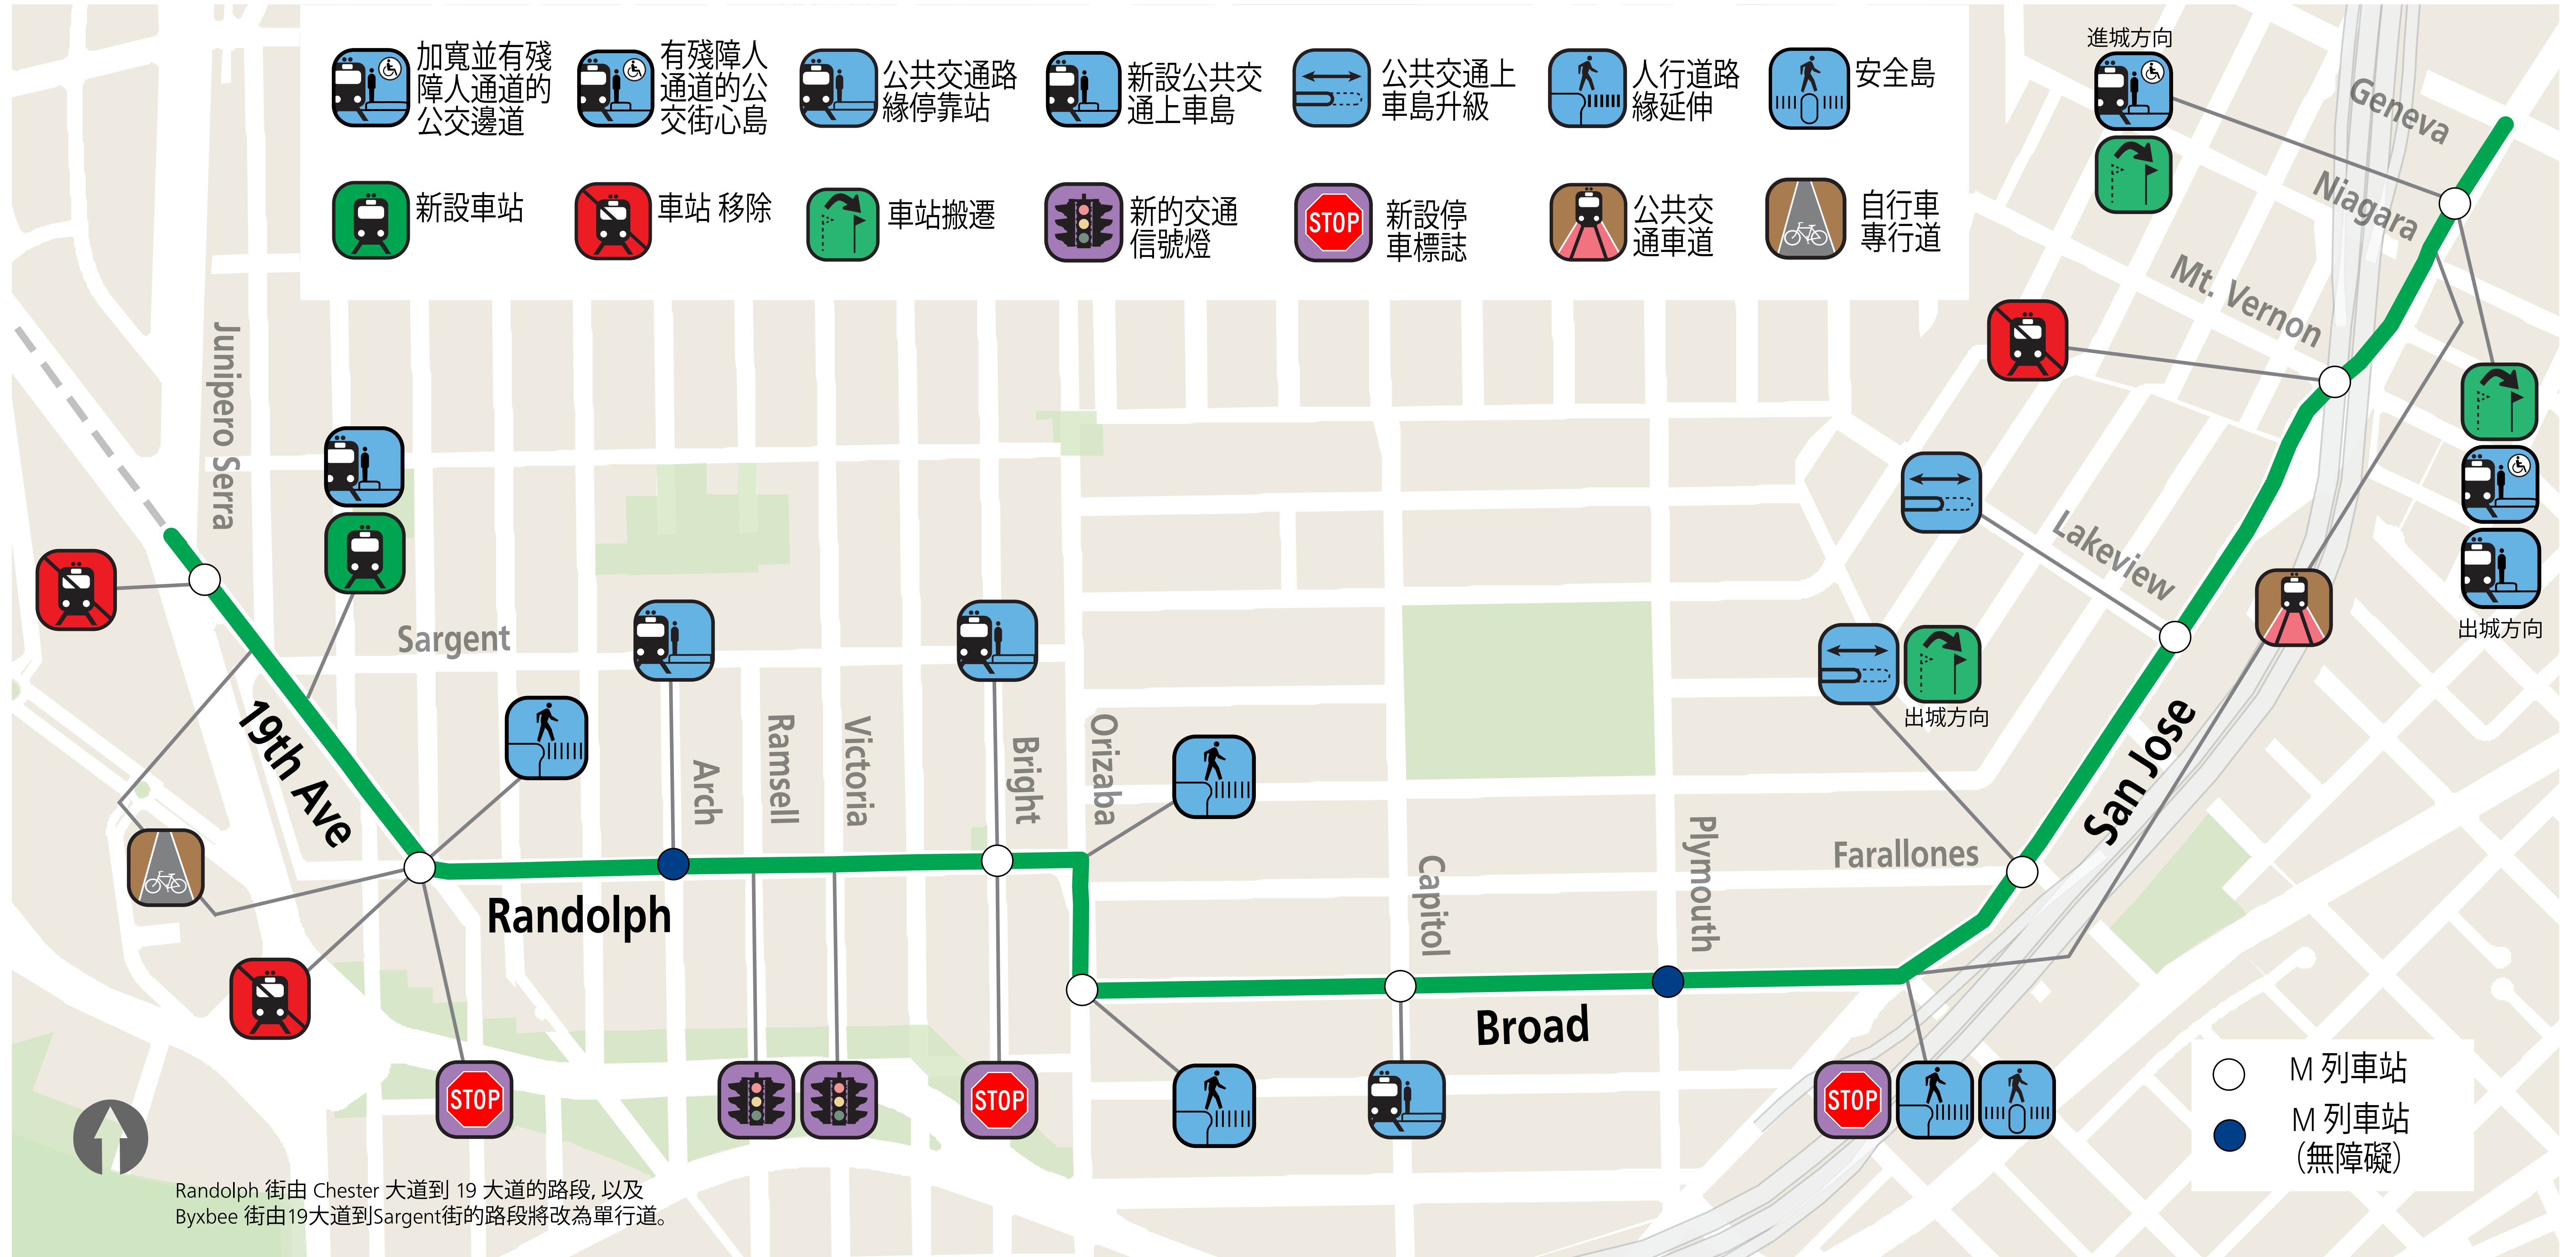 加寬並有殘
障人通道的
公交邊道
有殘障人
通道的公
交街心島
公共交通路
緣停靠站
新設公共交
通上車島
公共交通上
車島升級
人行道路
緣延伸
安全島
新設車站
車站 移除
車站搬遷
新的交通
信號燈
STOP
新設停
車標誌
公共交
通車道
自行車
專行道
進城方向
Geneva
Niagara
Mt. Vernon
Junipero Serra
Lakeview
出城方向
Sargent
出城方向
19th Ave
Arch
Ramsell
Victoria
Bright
Orizaba
San Jose
Plymouth
Farallones
Capitol
Randolph
Broad
STOP
STOP
STOP
M 列車站
M 列車站
（無障礙）
Randolph 街由 Chester 大道到 19 大道的路段, 以及
Byxbee 街由19大道到Sargent街的路段將改為單行道。